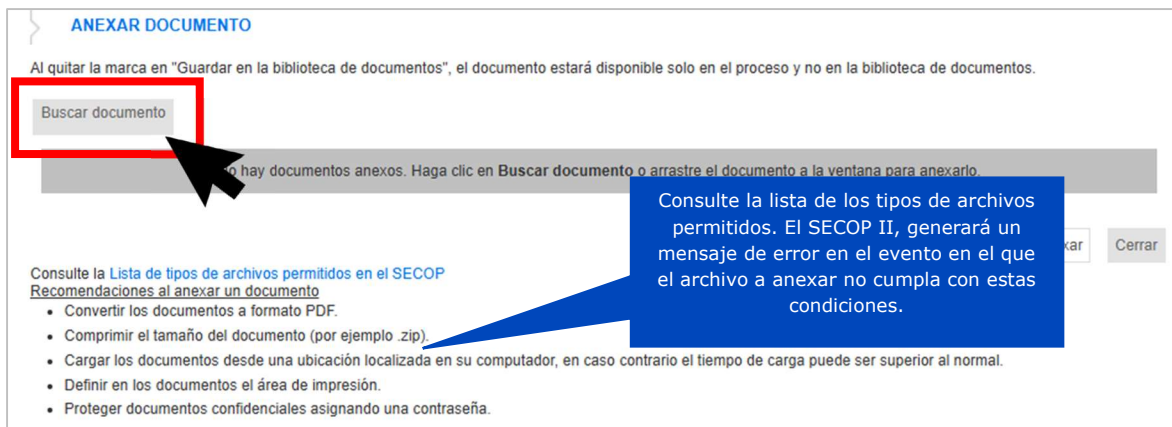 ANEXAR DOCUMENTO
Al quitar la marca en "Guardar en la biblioteca de documentos", el documento estará disponible solo en el proceso y no en la biblioteca de documentos.
Buscar documento
hay documentos anexos. Haga clic en Buscar documento o arrastre el documento a la ventana para anexarlo.
Consulte la lista de los tipos de archivos
permitidos. El SECOP II, generará un
mensaje de error en el evento en el que
el archivo a anexar no cumpla con estas
condiciones.
Cerrar
Consulte la Lista de tipos de archivos permitidos en el SECOP
Recomendaciones al anexar un documento
• Convertir los documentos a formato PDF.
• Comprimir el tamaño del documento (por ejemplo .zip).
• Cargar los documentos desde una ubicación localizada en su computador, en caso contrario el tiempo de carga puede ser superior al normal.
• Definir en los documentos el área de impresión.
• Proteger documentos confidenciales asignando una contraseña.